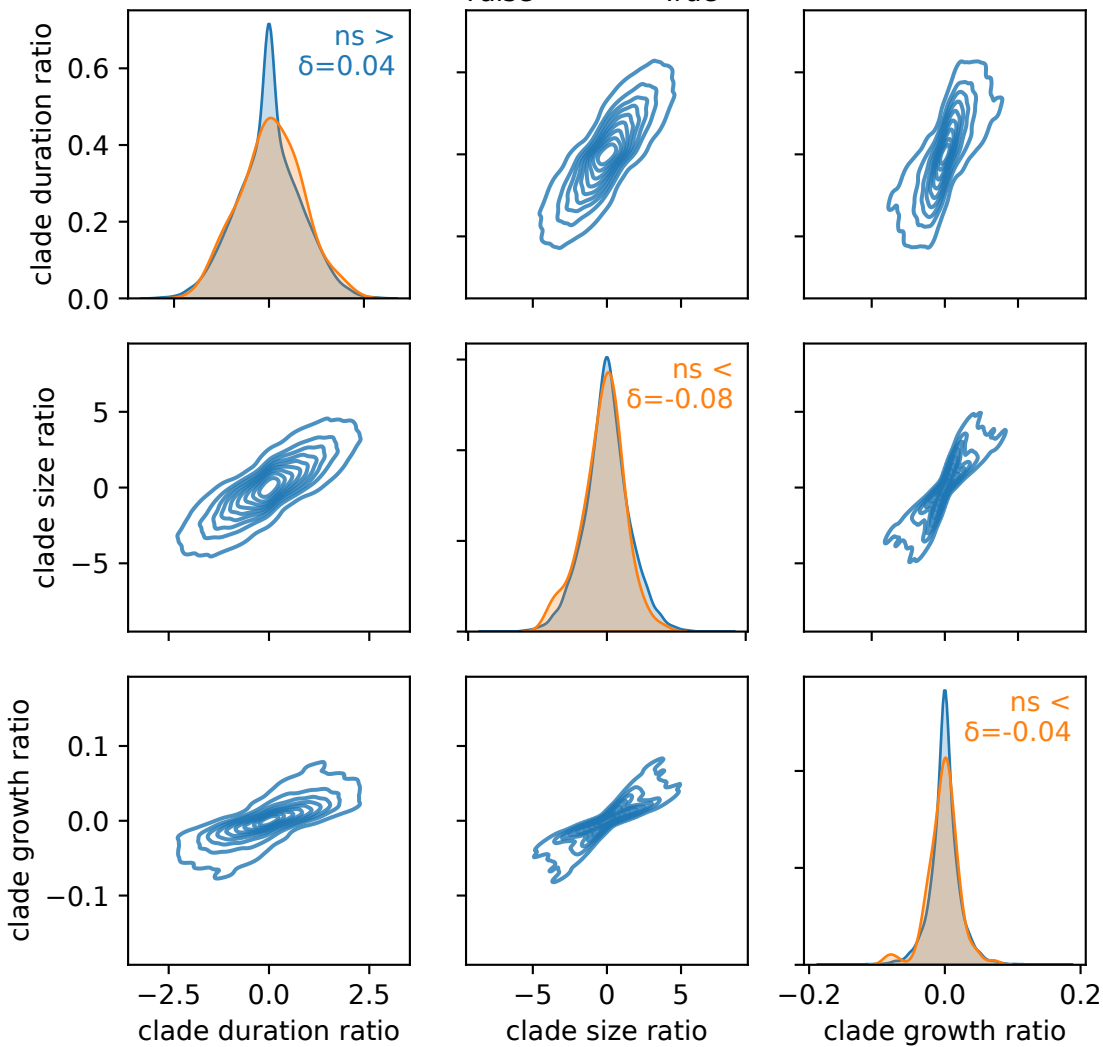 clade duration ratio
0.6
0.4
0.2
0.0
ns >
δ=0.04
clade size ratio
5
0
−5
ns <
δ=-0.08
clade growth ratio
0.1
0.0
−0.1
ns <
δ=-0.04
−2.5 0.0 2.5
−5 0 5
−0.2 0.0 0.2
clade duration ratio
clade size ratio
clade growth ratio